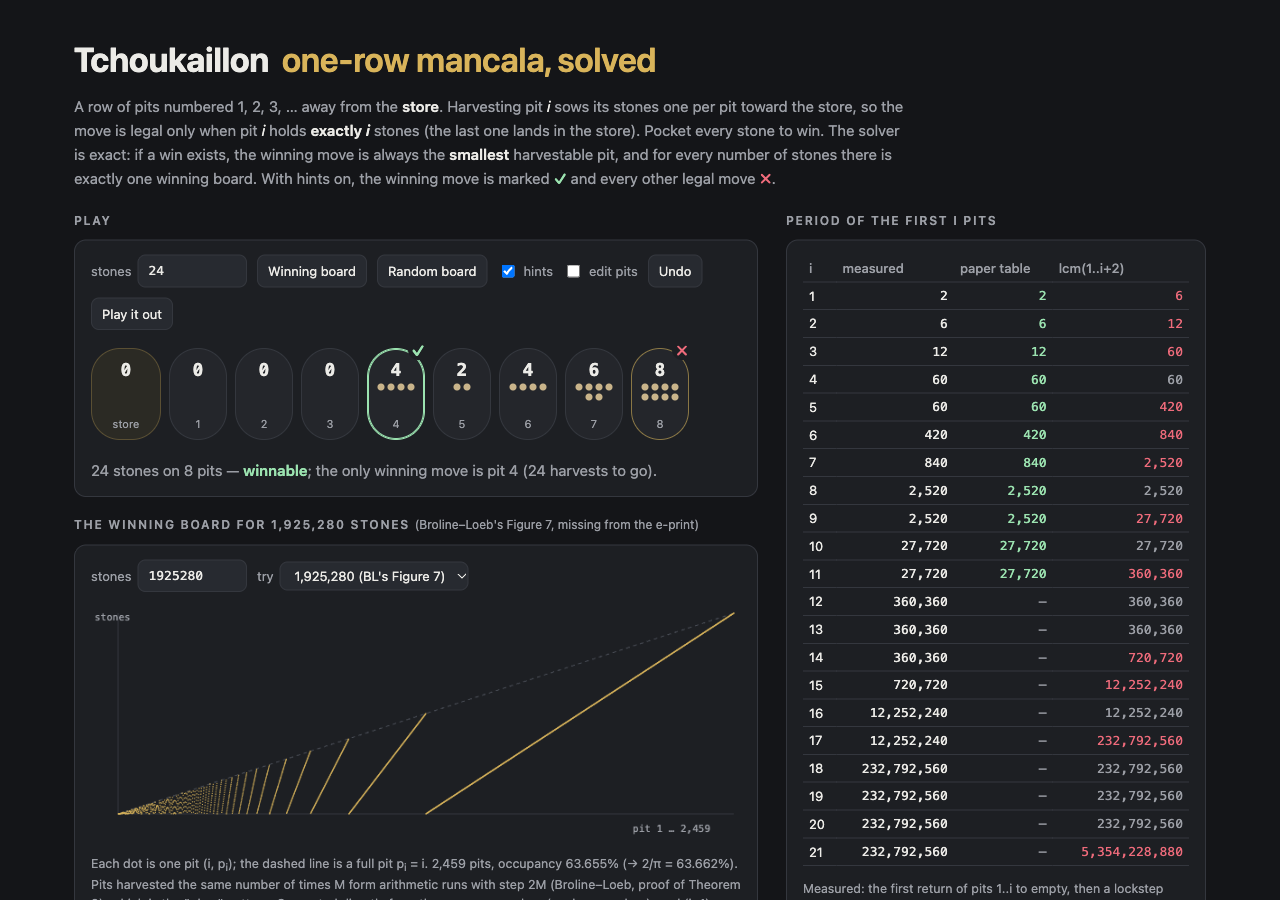 Tchoukaillon one-row mancala, solved
A row of pits numbered 1, 2, 3, … away from the store. Harvesting pit i sows its stones one per pit toward the store, so the
move is legal only when pit i holds exactly i stones (the last one lands in the store). Pocket every stone to win. The solver
is exact: if a win exists, the winning move is always the smallest harvestable pit, and for every number of stones there is
exactly one winning board. With hints on, the winning move is marked ✓ and every other legal move ✕.
PLAY
stones 24 Winning board Random board hints edit pits Undo
Play it out
0 0 0 0 4 2 4 6 8
store 1 2 3 4 5 6 7 8
24 stones on 8 pits — winnable; the only winning move is pit 4 (24 harvests to go).
THE WINNING BOARD FOR 1,925,280 STONES (Broline–Loeb's Figure 7, missing from the e-print)
stones 1925280 try 1,925,280 (BL's Figure 7)
stones
pit 1 … 2,459
Each dot is one pit (i, pi); the dashed line is a full pit pi = i. 2,459 pits, occupancy 63.655% (→ 2/π = 63.662%).
Pits harvested the same number of times M form arithmetic runs with step 2M (Broline–Loeb, proof of Theorem
PERIOD OF THE FIRST I PITS
i measured paper table lcm(1..i+2)
1 2 2 6
2 6 6 12
3 12 12 60
4 60 60 60
5 60 60 420
6 420 420 840
7 840 840 2,520
8 2,520 2,520 2,520
9 2,520 2,520 27,720
10 27,720 27,720 27,720
11 27,720 27,720 360,360
12 360,360 — 360,360
13 360,360 — 360,360
14 360,360 — 720,720
15 720,720 — 12,252,240
16 12,252,240 — 12,252,240
17 12,252,240 — 232,792,560
18 232,792,560 — 232,792,560
19 232,792,560 — 232,792,560
20 232,792,560 — 232,792,560
21 232,792,560 — 5,354,228,880
Measured: the first return of pits 1..i to empty, then a lockstep